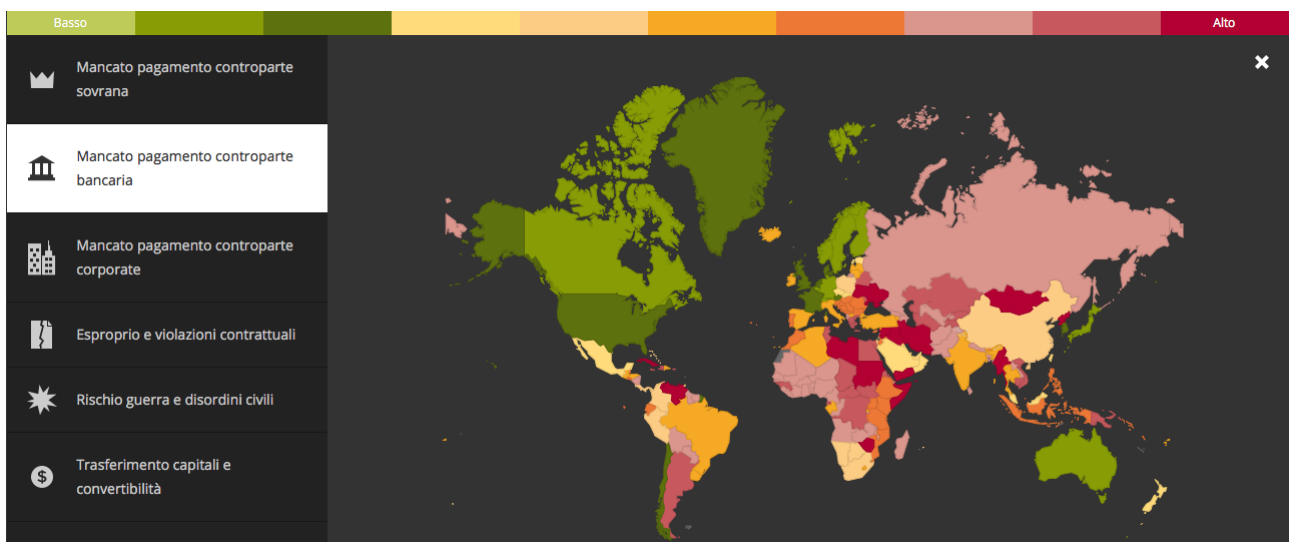 Basso
Alto
Mancato pagamento controparte
sovrana
Mancato pagamento controparte
bancaria
Mancato pagamento controparte
corporate
Esproprio e violazioni contrattuali
Rischio guerra e disordini civili
Trasferimento capitali e
convertibilità